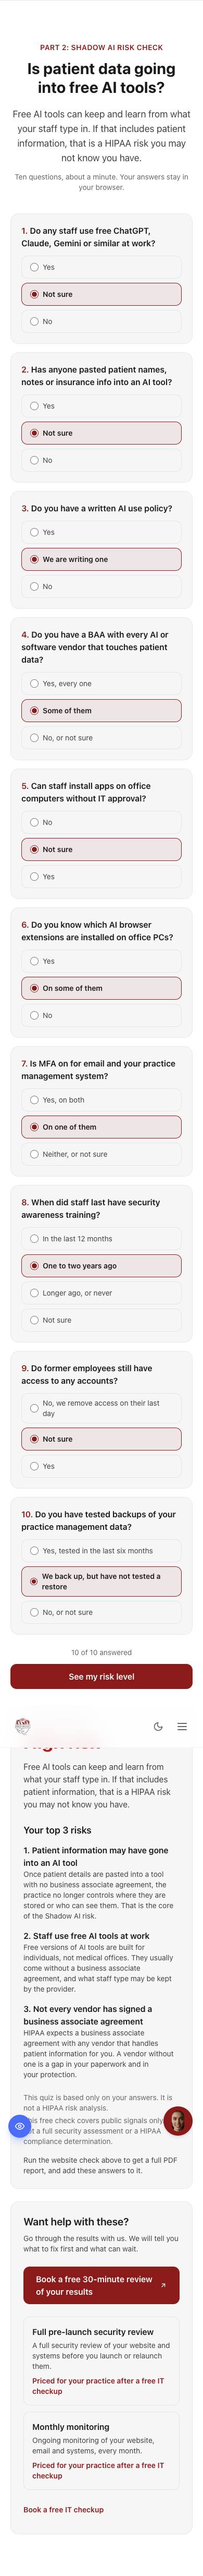 PART 2: SHADOW AI RISK CHECK
Is patient data going
into free AI tools?
Free AI tools can keep and learn from what
your staff type in. If that includes patient
information, that is a HIPAA risk you may
not know you have.
Ten questions, about a minute. Your answers stay in
your browser.
1. Do any staff use free ChatGPT,
Claude, Gemini or similar at work?
Yes
Not sure
No
2. Has anyone pasted patient names,
notes or insurance info into an AI tool?
Yes
Not sure
No
3. Do you have a written AI use policy?
Yes
We are writing one
No
4. Do you have a BAA with every AI or
software vendor that touches patient
data?
Yes, every one
Some of them
No, or not sure
5. Can staff install apps on office
computers without IT approval?
No
Not sure
Yes
6. Do you know which AI browser
extensions are installed on office PCs?
Yes
On some of them
No
7. Is MFA on for email and your practice
management system?
Yes, on both
On one of them
Neither, or not sure
8. When did staff last have security
awareness training?
In the last 12 months
One to two years ago
Longer ago, or never
Not sure
9. Do former employees still have
access to any accounts?
No, we remove access on their last
day
Not sure
Yes
10. Do you have tested backups of your
practice management data?
Yes, tested in the last six months
We back up, but have not tested a
restore
No, or not sure
10 of 10 answered
See my risk level
Free AI tools can keep and learn from
what your staff type in. If that includes
patient information, that is a HIPAA risk
you may not know you have.
Your top 3 risks
1. Patient information may have gone
into an AI tool
Once patient details are pasted into a tool
with no business associate agreement, the
practice no longer controls where they are
stored or who can see them. That is the core
of the Shadow AI risk.
2. Staff use free AI tools at work
Free versions of AI tools are built for
individuals, not medical offices. They usually
come without a business associate
agreement, and what staff type may be kept
by the provider.
3. Not every vendor has signed a
business associate agreement
HIPAA expects a business associate
agreement with any vendor that handles
patient information for you. A vendor without
one is a gap in your paperwork and in
your protection.
This quiz is based only on your answers. It is
not a HIPAA risk analysis.
This free check covers public signals only
a full security assessment or a HIPAA
compliance determination.
Run the website check above to get a full PDF
report, and add these answers to it.
Want help with these?
Go through the results with us. We will tell you
what to fix first and what can wait.
Book a free 30-minute review
of your results
Full pre-launch security review
A full security review of your website and
systems before you launch or relaunch
them.
Priced for your practice after a free IT
checkup
Monthly monitoring
Ongoing monitoring of your website,
email and systems, every month.
Priced for your practice after a free IT
checkup
Book a free IT checkup